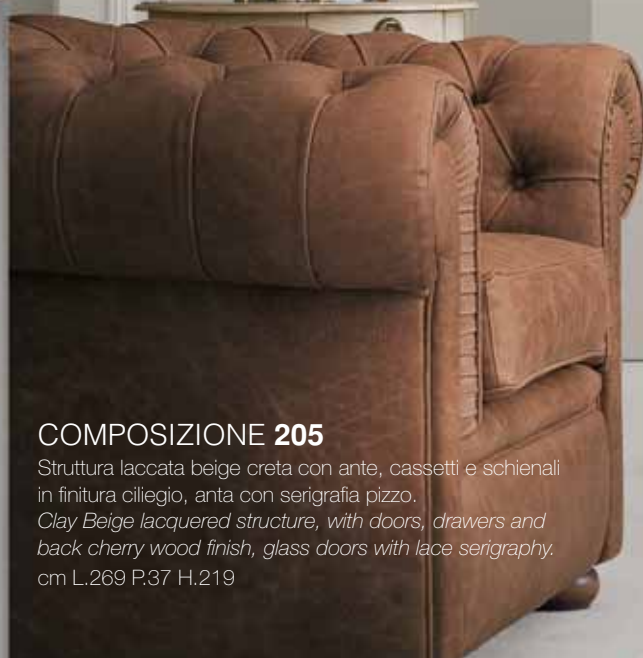 COMPOSIZIONE 205
Struttura laccata beige creta con ante, cassetti e schienali
in finitura ciliegio, anta con serigrafia pizzo.
Clay Beige lacquered structure, with doors, drawers and
back cherry wood finish, glass doors with lace serigraphy.
cm L.269 P.37 H.219